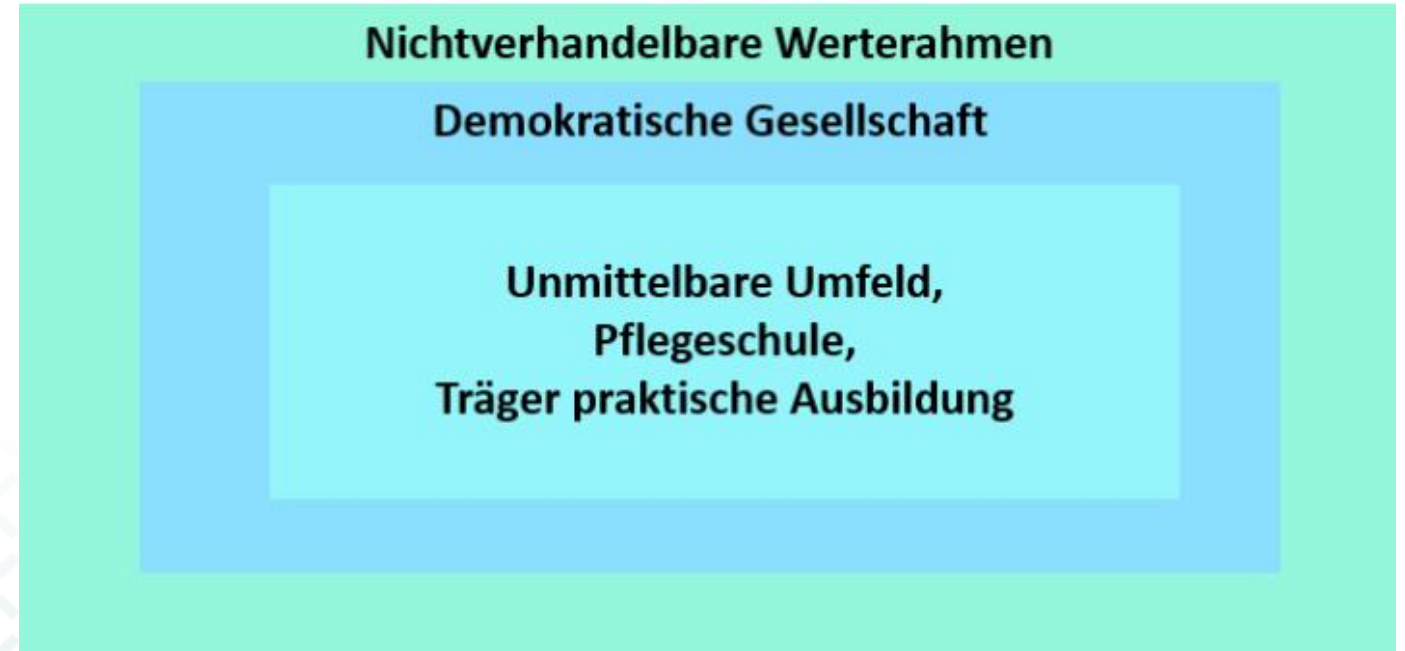 Nichtverhandelbare Werterahmen
Demokratische Gesellschaft
Unmittelbare Umfeld,
Pflegeschule,
Träger praktische Ausbildung